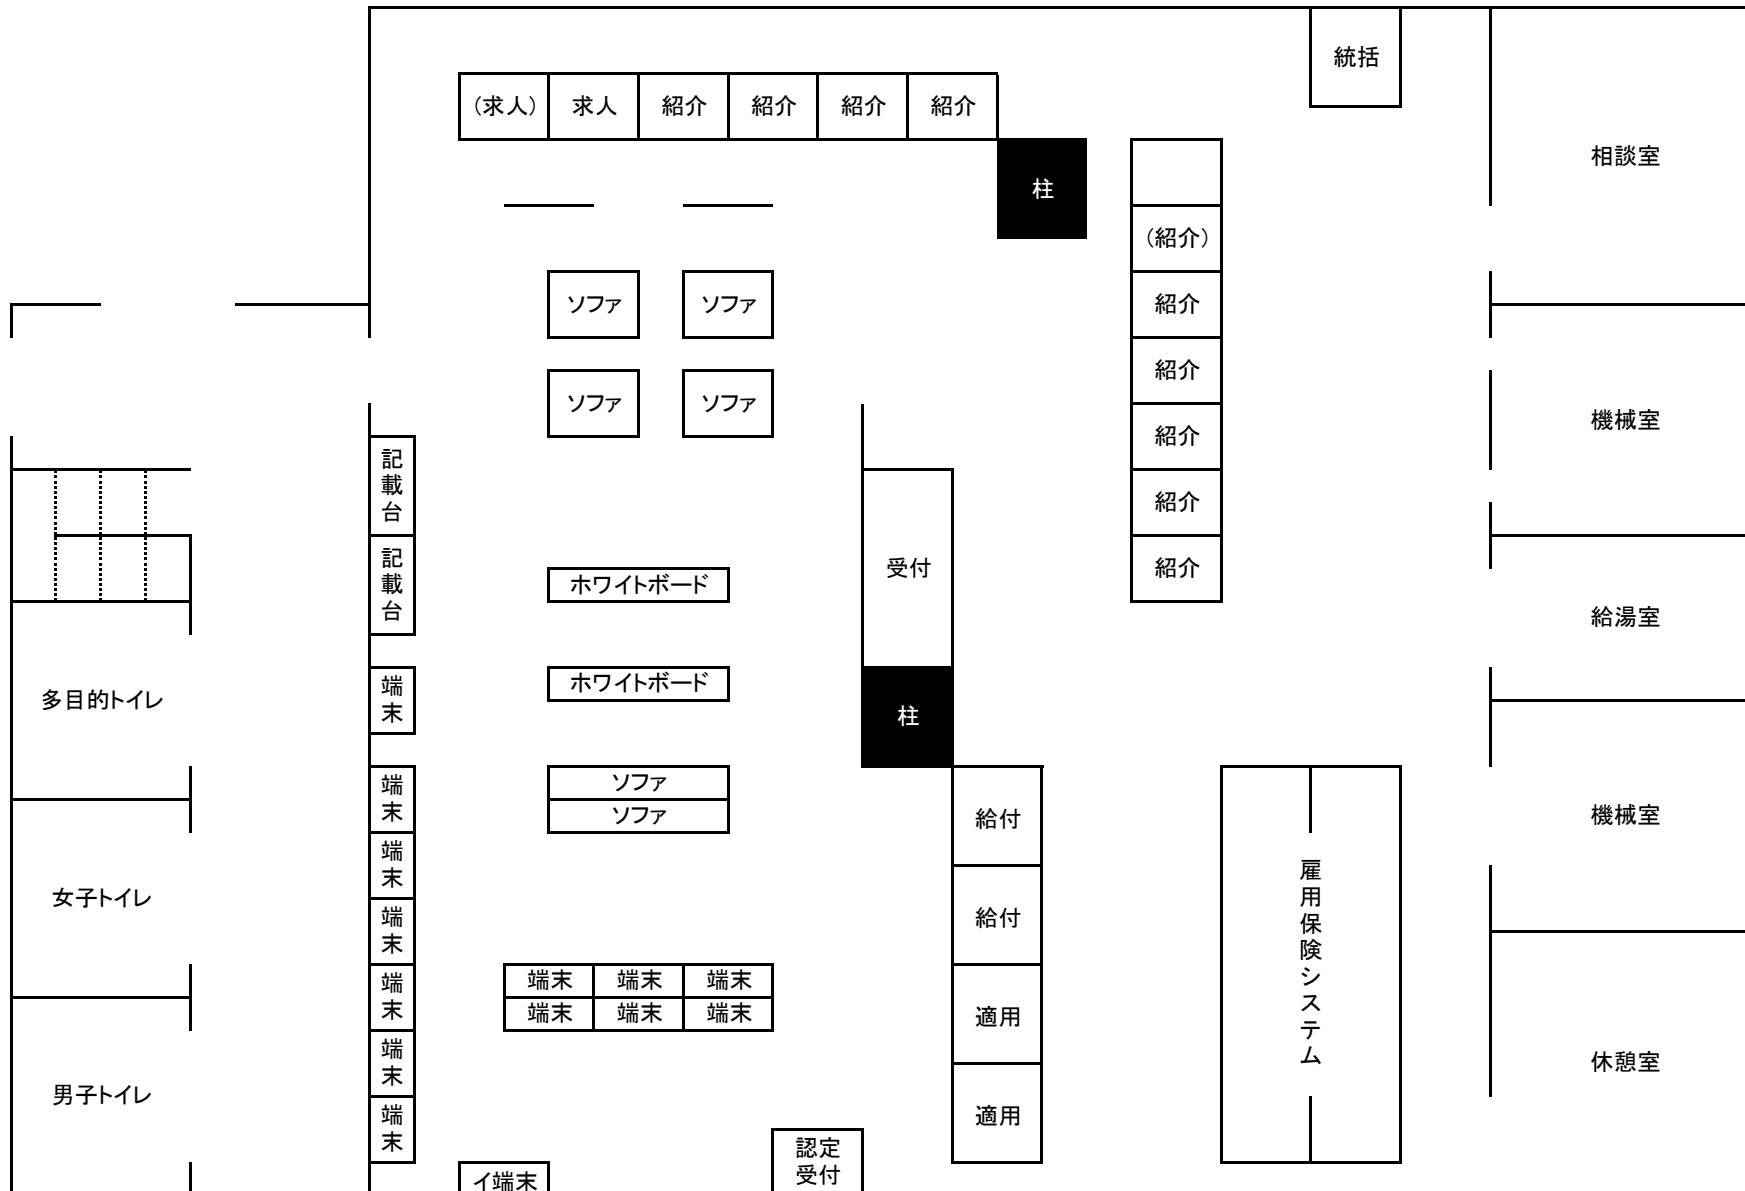 統括
(求人)
求人
紹介
紹介
紹介
紹介
相談室
柱
(紹介)
ソファ
ソファ
紹介
紹介
ソファ
ソファ
機械室
紹介
記載台
紹介
記載台
ホワイトボード
受付
紹介
給湯室
端末
ホワイトボード
多目的トイレ
柱
端末
ソファ
ソファ
給付
機械室
端末
女子トイレ
端末
給付
雇用保険システム
端末
端末
端末
端末
端末
端末
端末
適用
端末
休憩室
男子トイレ
端末
適用
認定
受付
イ端末